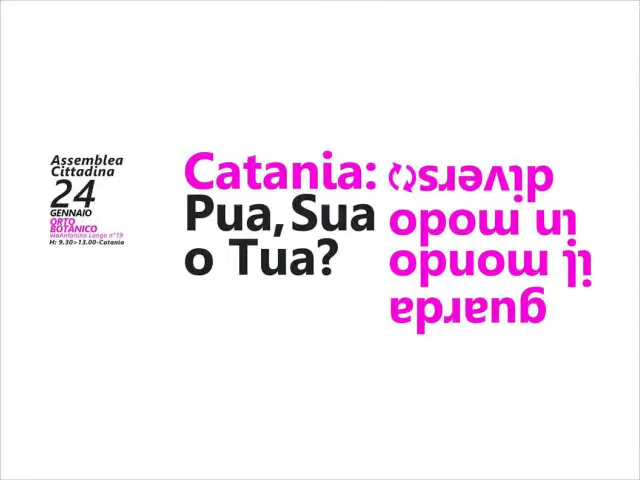 Assemblea
Cittadina
24
GENNAIO
ORTO
BOTANICO
viaAntonino Longo n°19
H: 9.30>13.00-Catania
Catania:
Pua, Sua
o Tua?
guarda
il mondo
in modo
divers